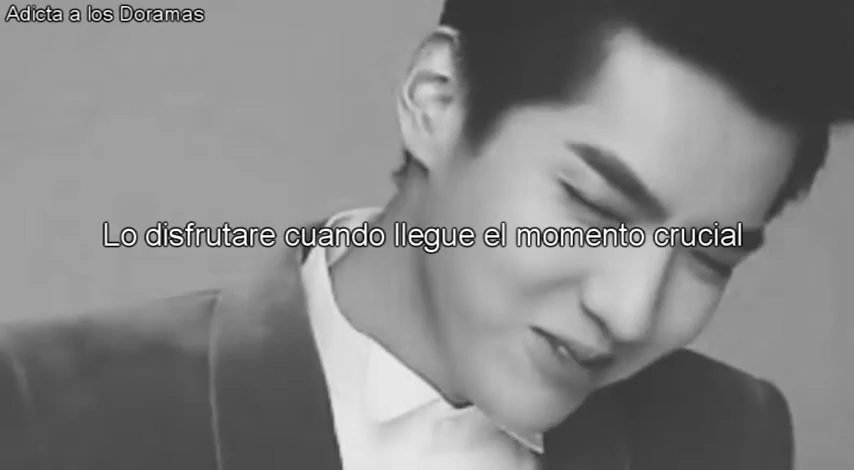 Adicta a los Doramas
Lo disfrutare cuando llegue el momento crucial